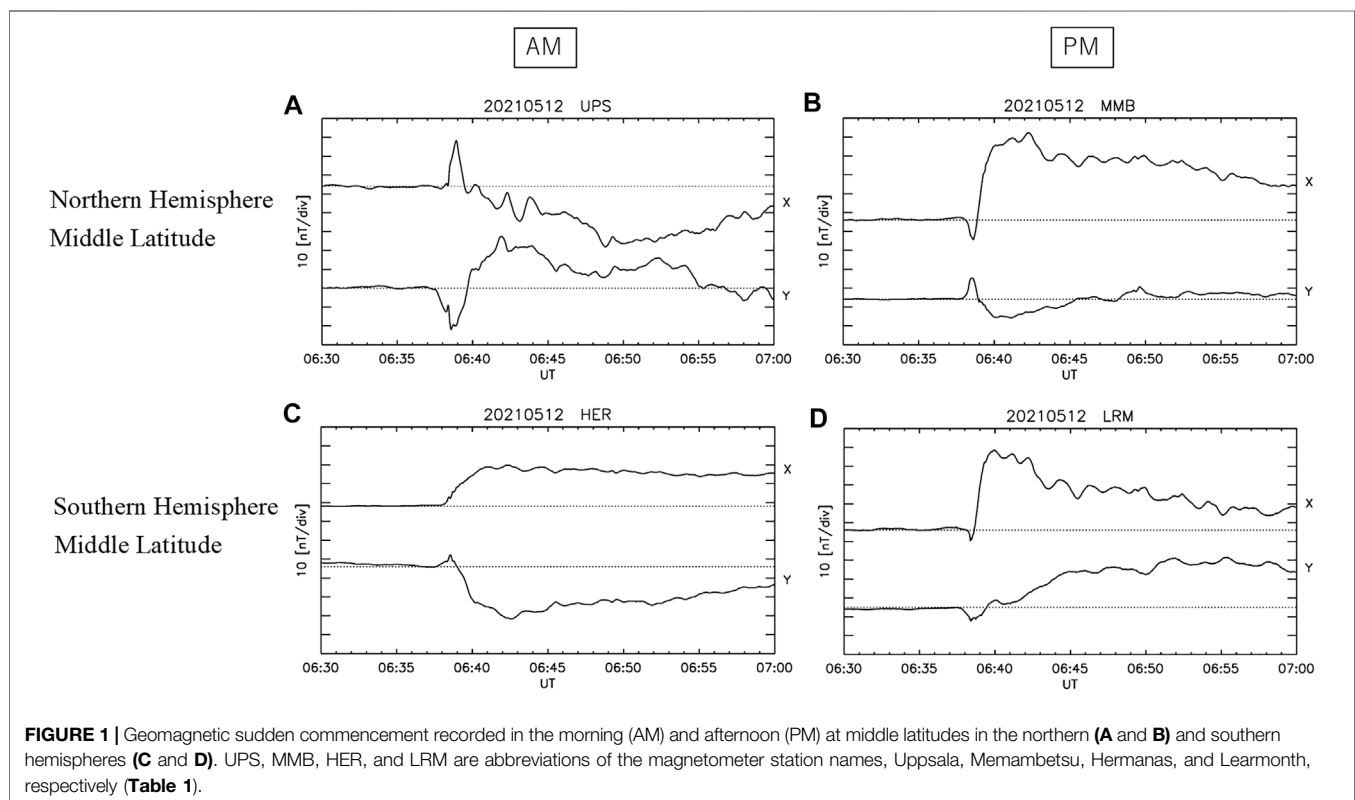 AM
PM
A
20210512 UPS
B
20210512 MMB
Northern Hemisphere
Middle Latitude
10 [nT/div]
X
Y
06:30 06:35 06:40 06:45 06:50 06:55 07:00
UT
10 [nT/div]
X
Y
06:30 06:35 06:40 06:45 06:50 06:55 07:00
UT
C
20210512 HER
D
20210512 LRM
Southern Hemisphere
Middle Latitude
10 [nT/div]
X
Y
06:30 06:35 06:40 06:45 06:50 06:55 07:00
UT
10 [nT/div]
X
Y
06:30 06:35 06:40 06:45 06:50 06:55 07:00
UT
FIGURE 1 | Geomagnetic sudden commencement recorded in the morning (AM) and afternoon (PM) at middle latitudes in the northern (A and B) and southern
hemispheres (C and D). UPS, MMB, HER, and LRM are abbreviations of the magnetometer station names, Uppsala, Memambetsu, Hermanas, and Learmonth,
respectively (Table 1).